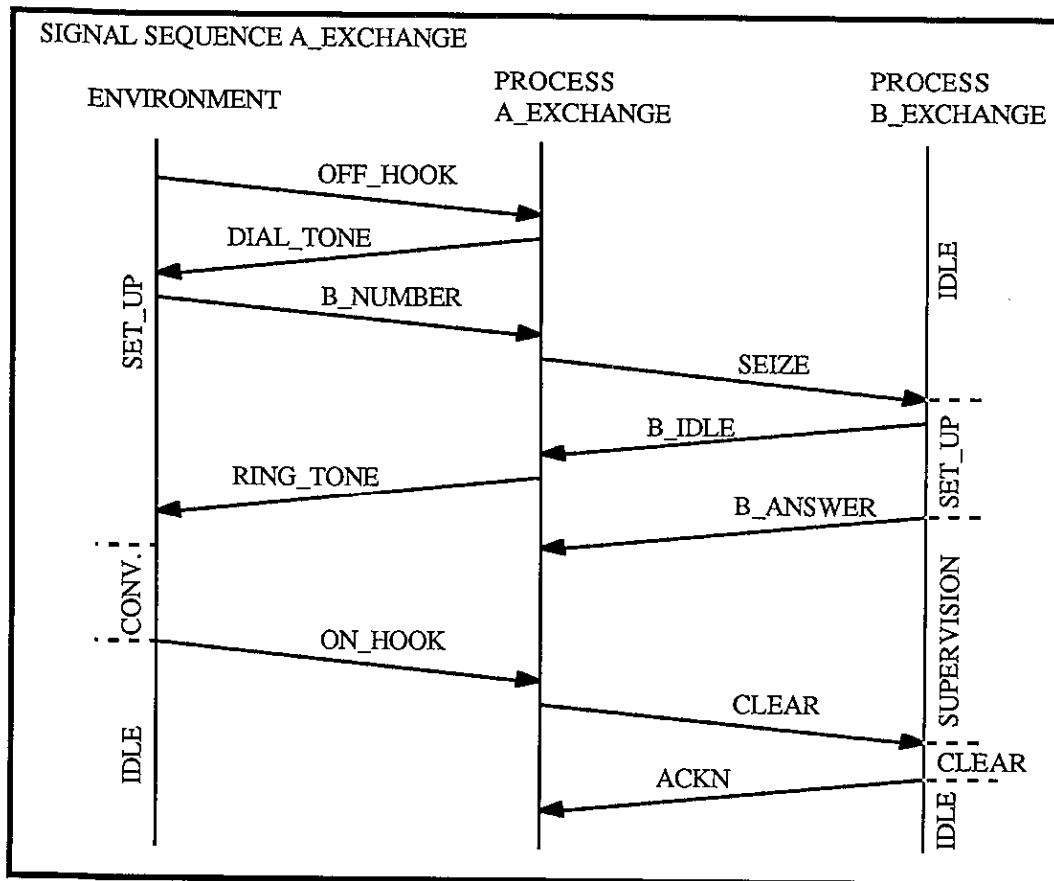 SIGNAL SEQUENCE A_EXCHANGE
ENVIRONMENT
PROCESS
A_EXCHANGE
PROCESS
B_EXCHANGE
OFF_HOOK
DIAL_TONE
IDLE
SET_UP
B_NUMBER
SEIZE
B_IDLE
SET_UP
RING_TONE
B_ANSWER
CONV.
SUPERVISION
ON_HOOK
CLEAR
IDLE
CLEAR
ACKN
IDLE